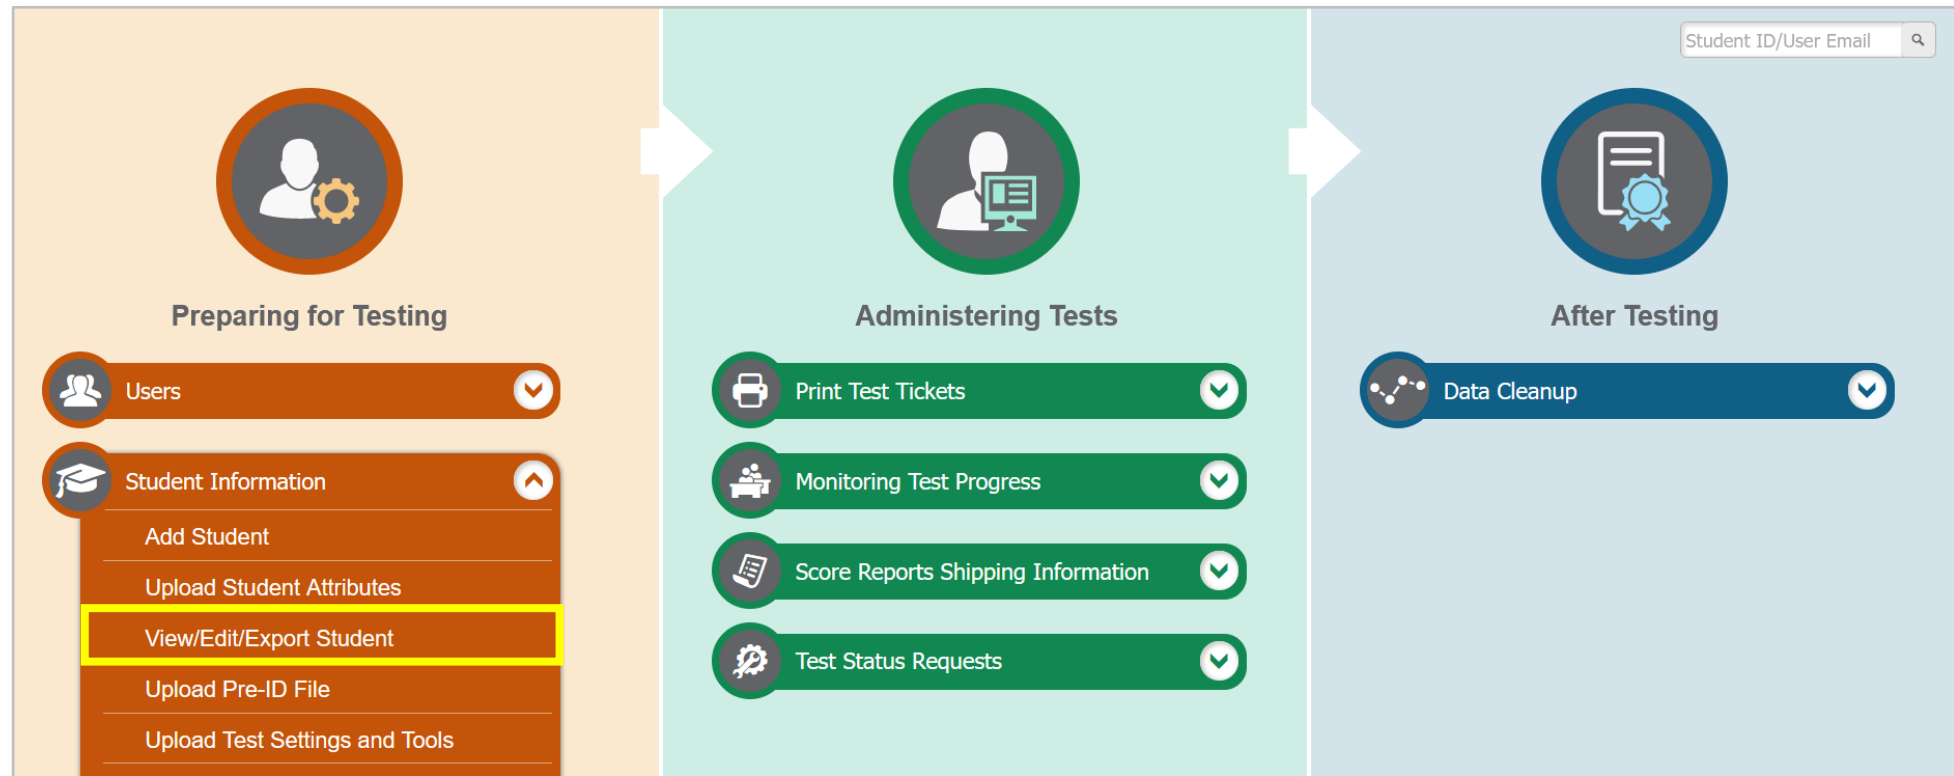 Student ID/User Email
Preparing for Testing
Users
Student Information
Add Student
Upload Student Attributes
View/Edit/Export Student
Upload Pre-ID File
Upload Test Settings and Tools
Administering Tests
Print Test Tickets
Monitoring Test Progress
Score Reports Shipping Information
Test Status Requests
After Testing
Data Cleanup